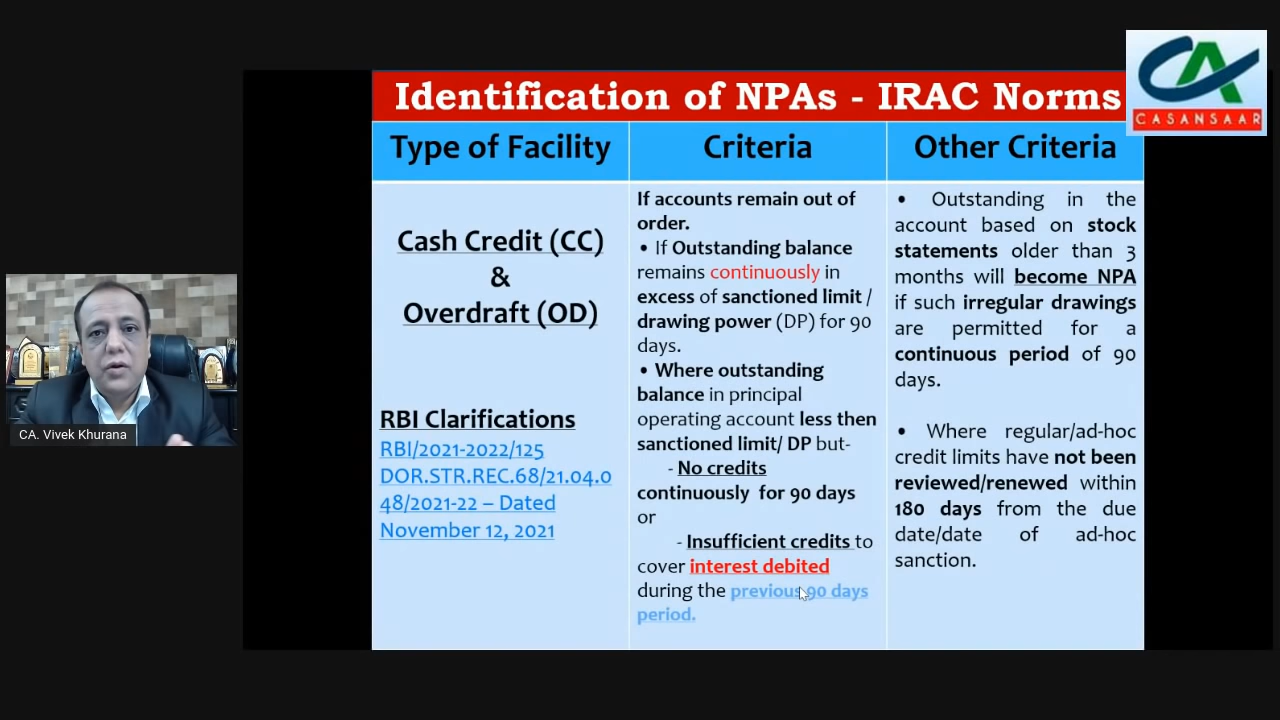 Identification of NPAs - IRAC Norms
CA
CASANSAAR
Type of Facility
Criteria
Other Criteria
Cash Credit (CC)
&
Overdraft (OD)
RBI Clarifications
RBI/2021-2022/125
DOR.STR.REC.68/21.04.0
48/2021-22 – Dated
November 12, 2021
If accounts remain out of
order.
• If Outstanding balance
remains continuously in
excess of sanctioned limit /
drawing power (DP) for 90
days.
• Where outstanding
balance in principal
operating account less then
sanctioned limit/ DP but-
- No credits
continuously for 90 days
or
- Insufficient credits to
cover interest debited
during the previous 90 days
period.
• Outstanding in the
account based on stock
statements older than 3
months will become NPA
if such irregular drawings
are permitted for a
continuous period of 90
days.
• Where regular/ad-hoc
credit limits have not been
reviewed/renewed within
180 days from the due
date/date of ad-hoc
sanction.
CA. Vivek Khurana